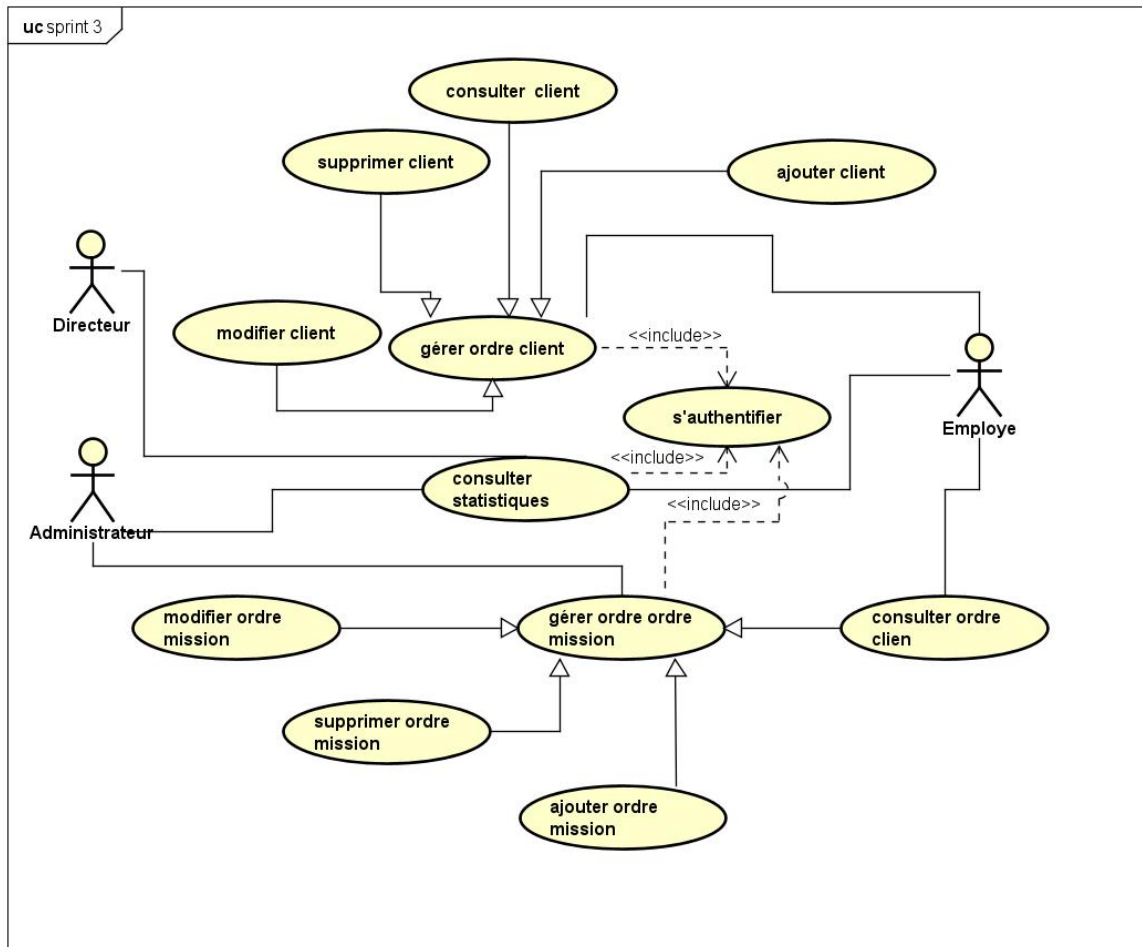 uc sprint 3
consulter client
supprimer client
ajouter client
Directeur
modifier client
gérer ordre client
<<include>>
Employe
s'authentifier
<<include>>
consulter
statistiques
<<include>>
Administrateur
modifier ordre
mission
gérer ordre ordre
mission
consulter ordre
clien
supprimer ordre
mission
ajouter ordre
mission